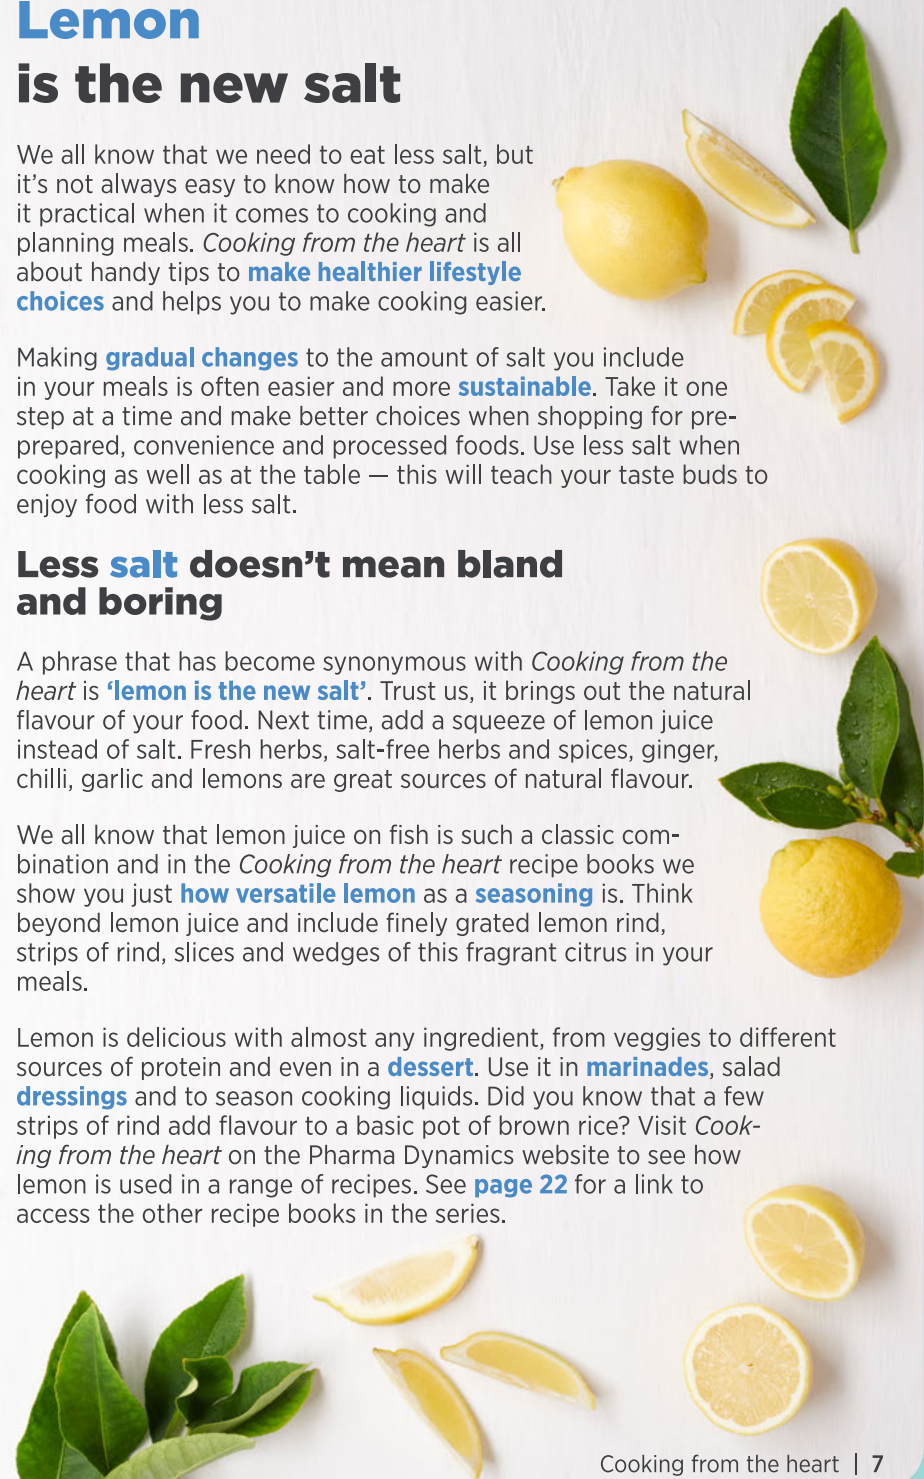 Lemon
is the new salt
We all know that we need to eat less salt, but
it's not always easy to know how to make
it practical when it comes to cooking and
planning meals. Cooking from the heart is all
about handy tips to make healthier lifestyle
choices and helps you to make cooking easier.
Making gradual changes to the amount of salt you include
in your meals is often easier and more sustainable. Take it one
step at a time and make better choices when shopping for pre-
prepared, convenience and processed foods. Use less salt when
cooking as well as at the table — this will teach your taste buds to
enjoy food with less salt.
Less salt doesn't mean bland
and boring
A phrase that has become synonymous with Cooking from the
heart is ‘lemon is the new salt’. Trust us, it brings out the natural
flavour of your food. Next time, add a squeeze of lemon juice
instead of salt. Fresh herbs, salt-free herbs and spices, ginger,
chilli, garlic and lemons are great sources of natural flavour.
We all know that lemon juice on fish is such a classic com-
bination and in the Cooking from the heart recipe books we
show you just how versatile lemon as a seasoning is. Think
beyond lemon juice and include finely grated lemon rind,
strips of rind, slices and wedges of this fragrant citrus in your
meals.
Lemon is delicious with almost any ingredient, from veggies to different
sources of protein and even in a dessert. Use it in marinades, salad
dressings and to season cooking liquids. Did you know that a few
strips of rind add flavour to a basic pot of brown rice? Visit Cook-
ing from the heart on the Pharma Dynamics website to see how
lemon is used in a range of recipes. See page 22 for a link to
access the other recipe books in the series.
Cooking from the heart | 7